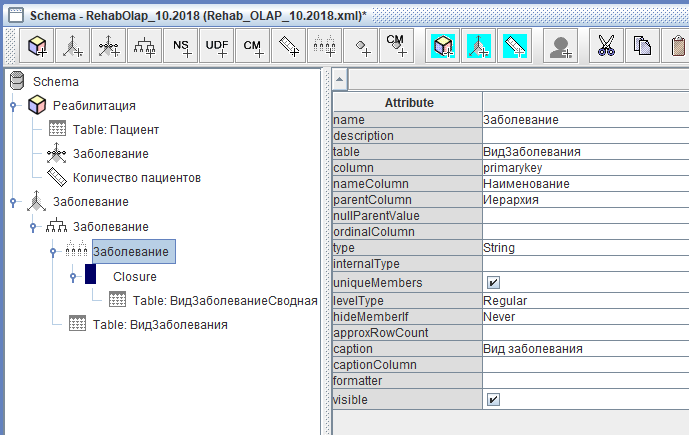 Schema - RehabOlap_10.2018 (Rehab_OLAP_10.2018.xml)*
NS UDF CM CM
Schema
Реабилитация
Table: Пациент
Заболевание
Количество пациентов
Заболевание
Заболевание
Заболевание
Closure
Table: ВидЗаболеваниеСводная
Table: ВидЗаболевания
Attribute
name Заболевание
description
table ВидЗаболевания
column primarykey
nameColumn Наименование
parentColumn Иерархия
nullParentValue
ordinalColumn
type String
internalType
uniqueMembers
levelType Regular
hideMemberIf Never
approxRowCount
caption Вид заболевания
captionColumn
formatter
visible